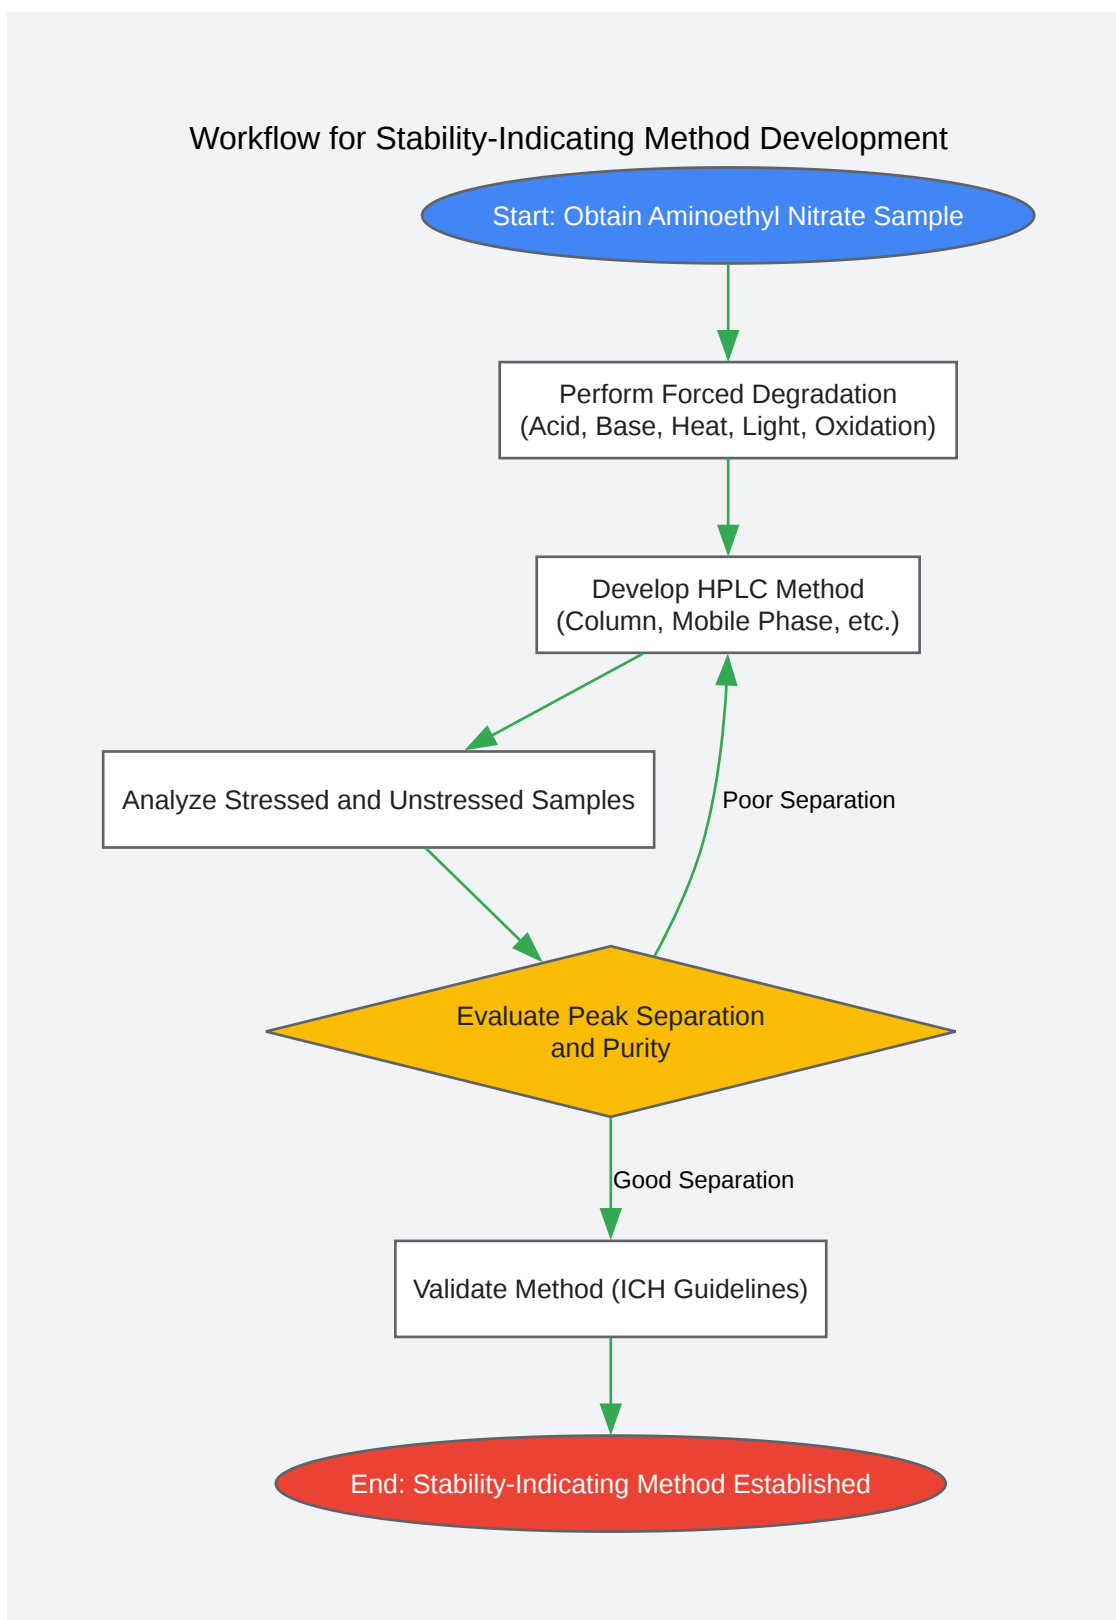 Workflow for Stability-Indicating Method Development
Start: Obtain Aminoethyl Nitrate Sample
Perform Forced Degradation
(Acid, Base, Heat, Light, Oxidation)
Develop HPLC Method
(Column, Mobile Phase, etc.)
Analyze Stressed and Unstressed Samples
Poor Separation
Evaluate Peak Separation
and Purity
Good Separation
Validate Method (ICH Guidelines)
End: Stability-Indicating Method Established